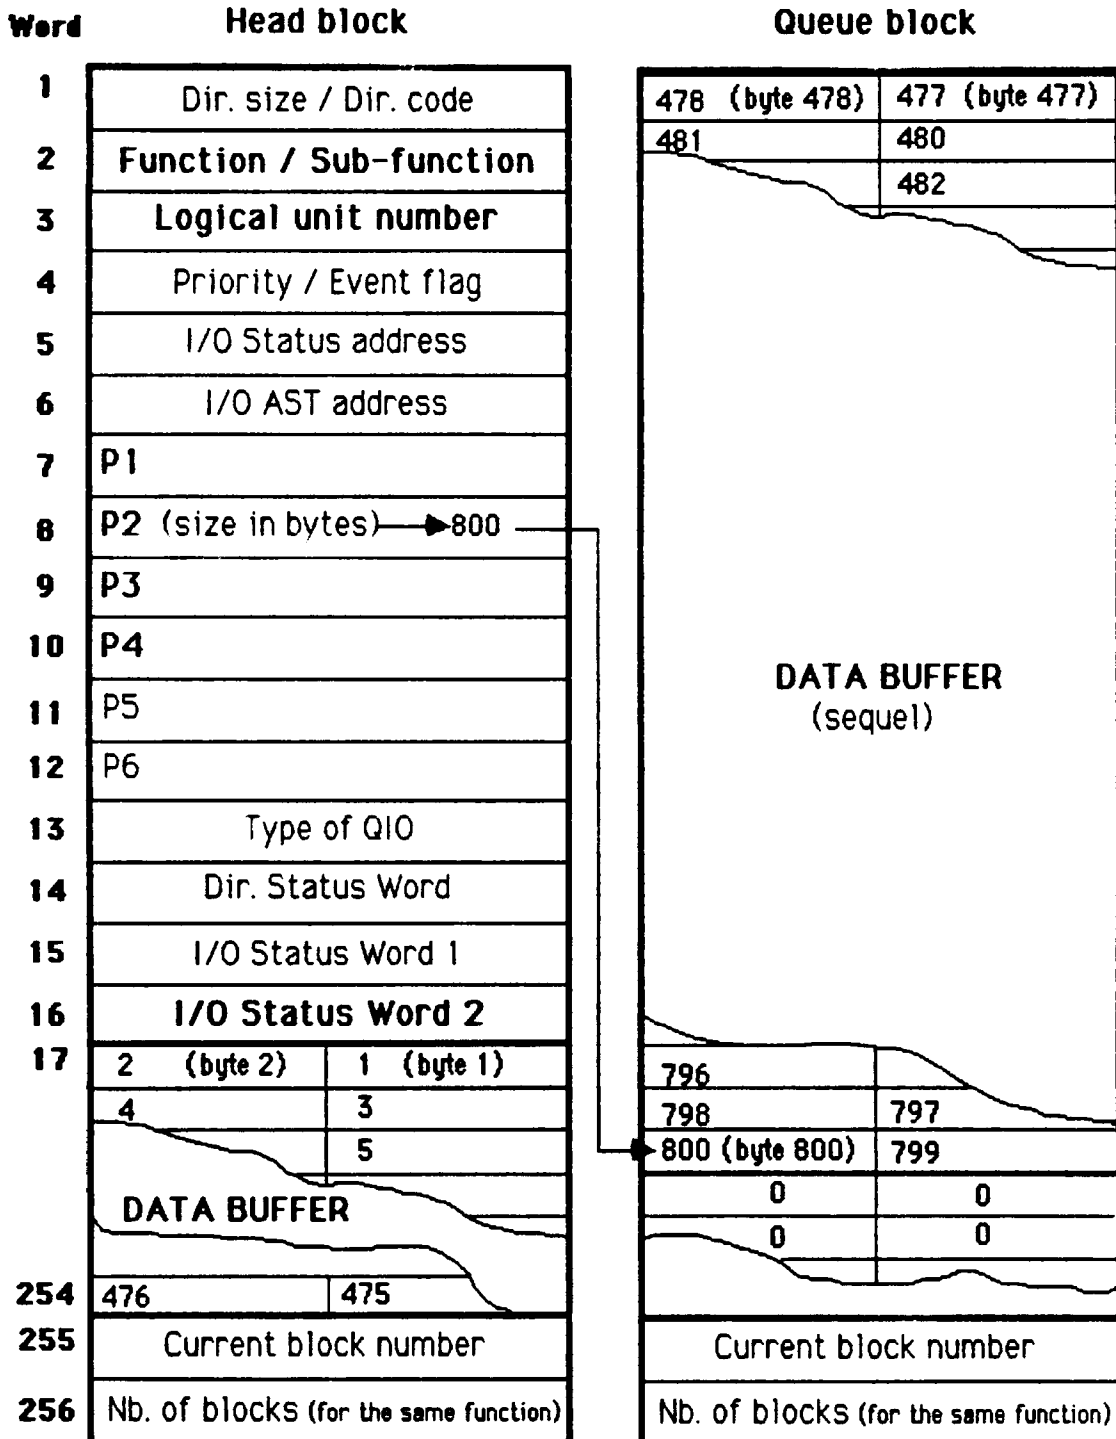 Word Head block Queue block
1 Dir. size / Dir. code 478 (byte 478) 477 (byte 477)
481 480
2 Function / Sub-function 482
3 Logical unit number
4 Priority / Event flag
5 I/O Status address
6 I/O AST address
7 P1
8 P2 (size in bytes) 800
9 P3
10 P4
DATA BUFFER
11 P5 (sequel)
12 P6
13 Type of QIO
14 Dir. Status Word
15 I/O Status Word 1
16 I/O Status Word 2
17 2 (byte 2) 1 (byte 1) 796
4 3 798 797
5 800 (byte 800) 799
0 0
DATA BUFFER 0 0
254 476 475
255 Current block number Current block number
256 Nb. of blocks (for the same function) Nb. of blocks (for the same function)